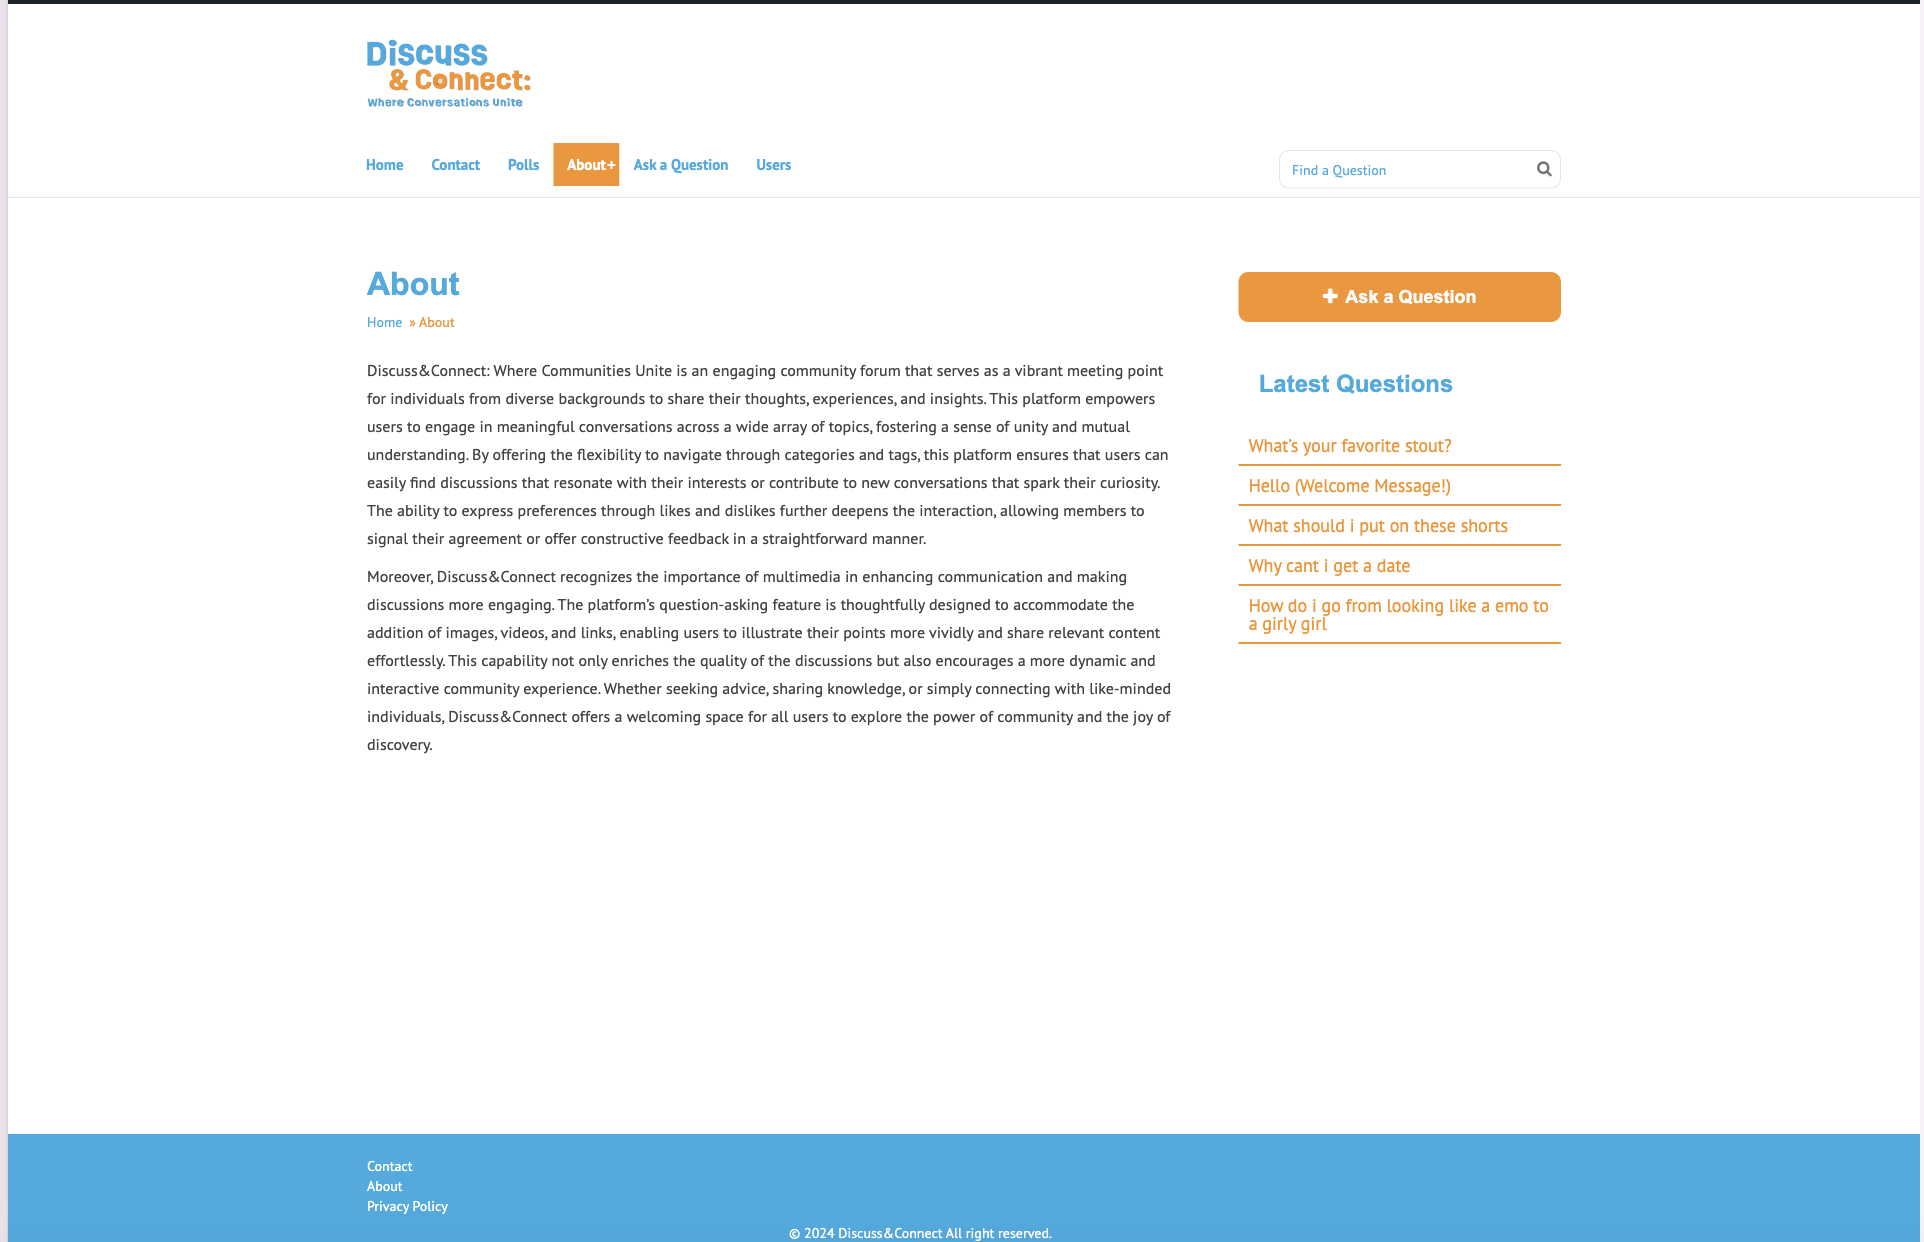 Discuss
& Connect:
Where Conversations Unite
Home Contact Polls About+ Ask a Question Users
Find a Question
About
Home » About
Discuss&Connect: Where Communities Unite is an engaging community forum that serves as a vibrant meeting point
for individuals from diverse backgrounds to share their thoughts, experiences, and insights. This platform empowers
users to engage in meaningful conversations across a wide array of topics, fostering a sense of unity and mutual
understanding. By offering the flexibility to navigate through categories and tags, this platform ensures that users can
easily find discussions that resonate with their interests or contribute to new conversations that spark their curiosity.
The ability to express preferences through likes and dislikes further deepens the interaction, allowing members to
signal their agreement or offer constructive feedback in a straightforward manner.
Moreover, Discuss&Connect recognizes the importance of multimedia in enhancing communication and making
discussions more engaging. The platform's question-asking feature is thoughtfully designed to accommodate the
addition of images, videos, and links, enabling users to illustrate their points more vividly and share relevant content
effortlessly. This capability not only enriches the quality of the discussions but also encourages a more dynamic and
interactive community experience. Whether seeking advice, sharing knowledge, or simply connecting with like-minded
individuals, Discuss&Connect offers a welcoming space for all users to explore the power of community and the joy of
discovery.
+ Ask a Question
Latest Questions
What's your favorite stout?
Hello (Welcome Message!)
What should i put on these shorts
Why cant i get a date
How do i go from looking like a emo to
a girly girl
Contact
About
Privacy Policy
© 2024 Discuss&Connect All right reserved.